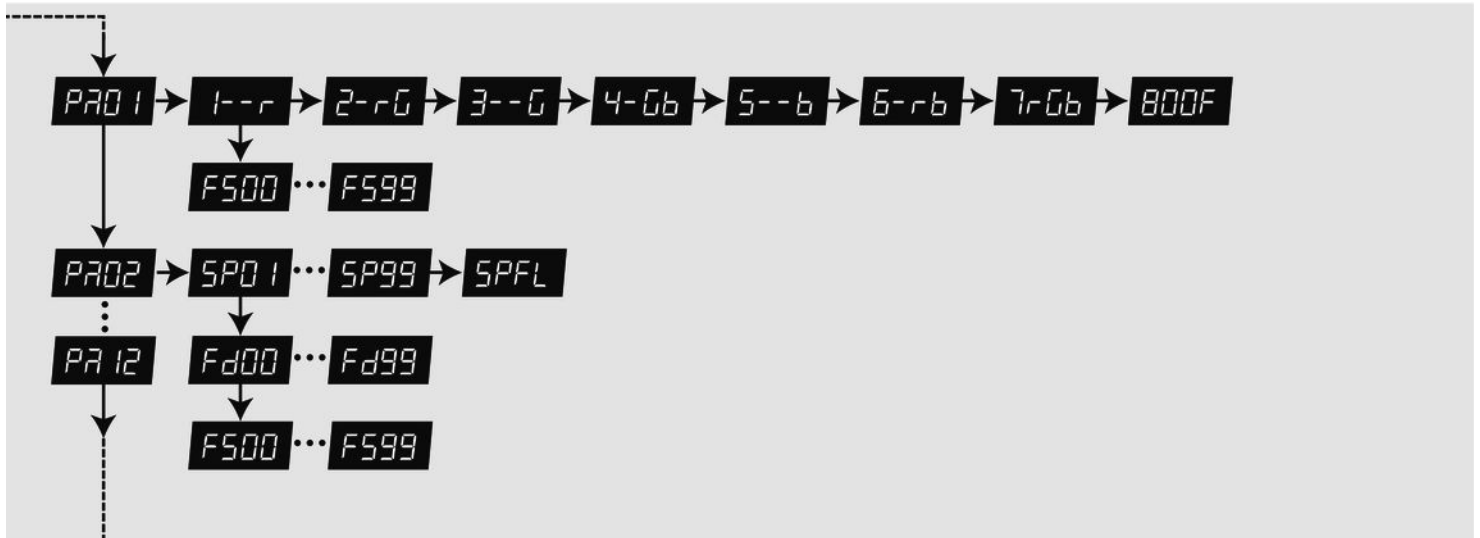 PA01 1--r 2-rG 3--G 4-Gb 5--b 6-rb 7rGb 800F
FS00 ... FS99
PA02 SP01 ... SP99 SPFL
PA12 Fd00 ... Fd99
FS00 ... FS99